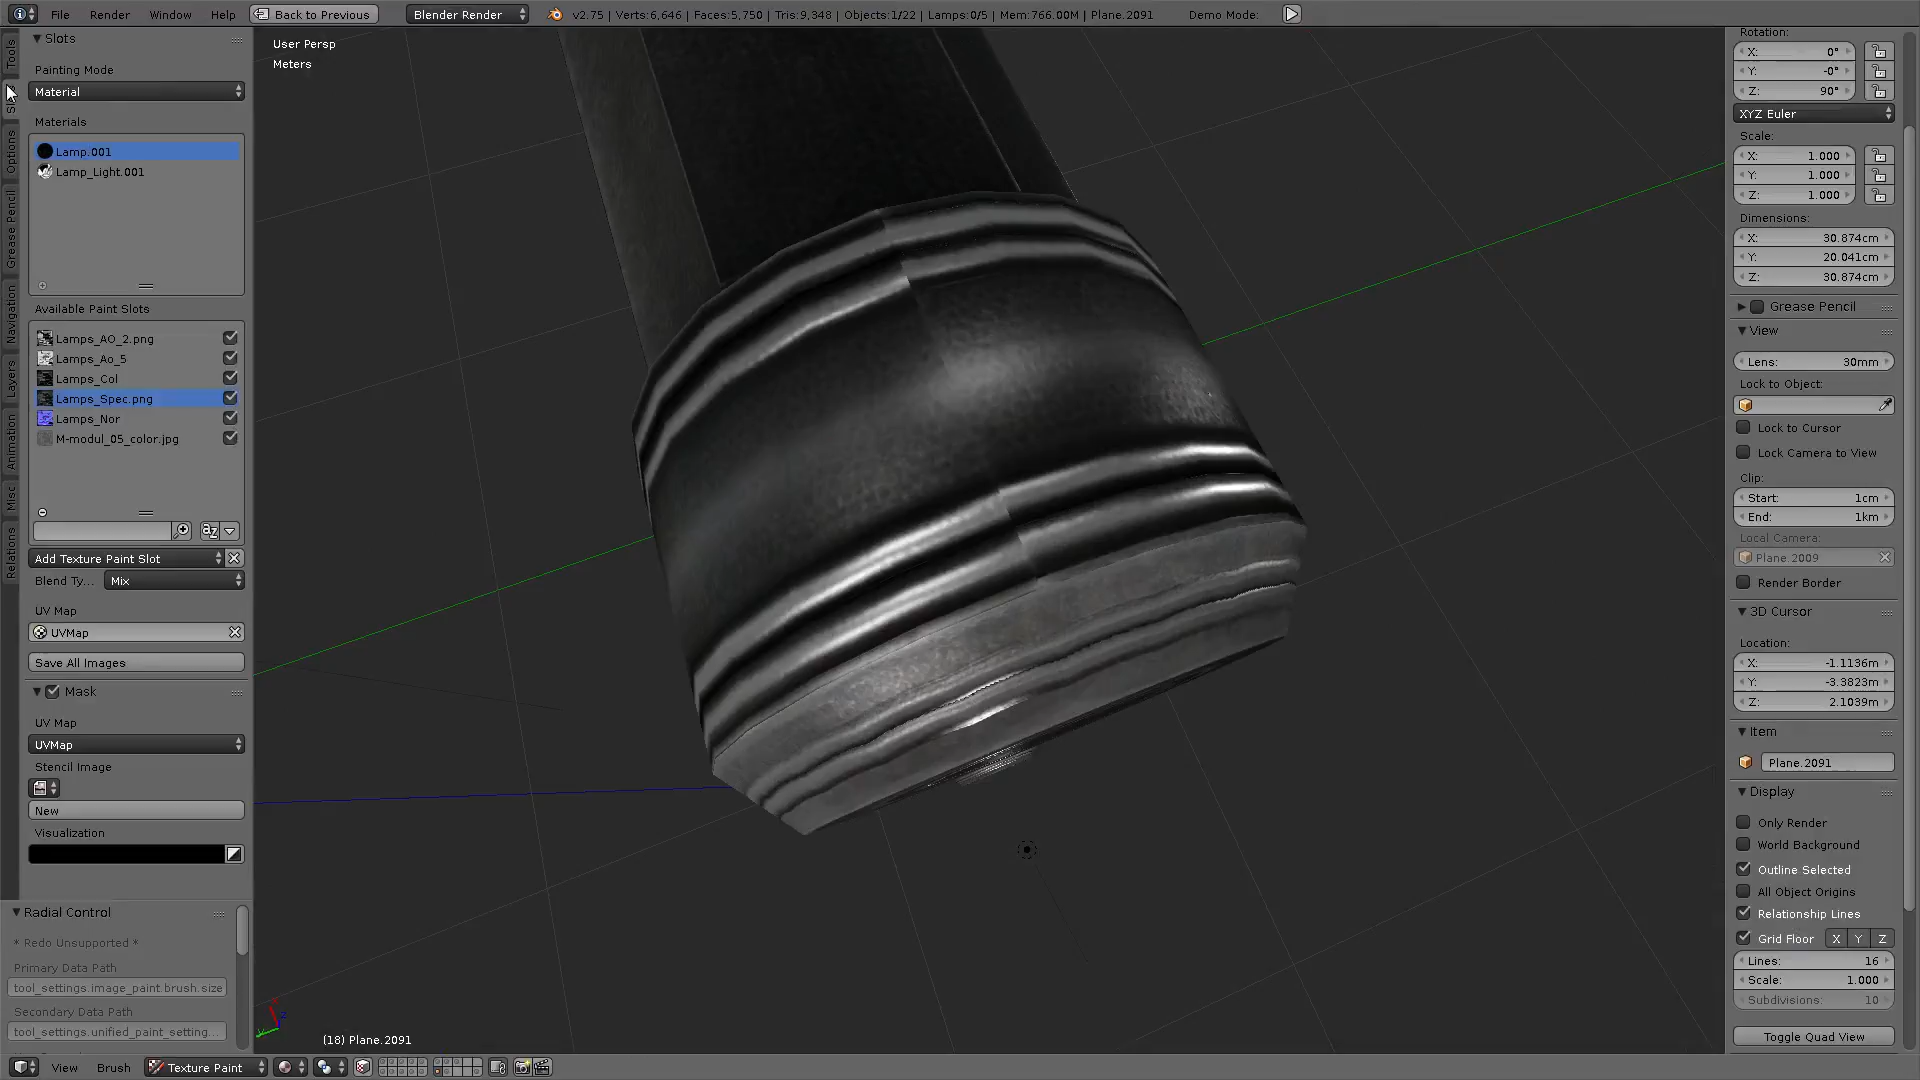 File Render Window Help Back to Previous Blender Render v2.75 | Verts:6,646 | Faces:5,750 | Tris:9,348 | Objects:1/22 | Lamps:0/5 | Mem:766.00M | Plane.2091 Demo Mode:
Tools
Options
Grease Pencil
Navigation
Layers
Animation
Misc
Relations
Slots
Painting Mode
Material
Materials
Lamp.001
Lamp_Light.001
Available Paint Slots
Lamps_AO_2.png
Lamps_Ao_5
Lamps_Col
Lamps_Spec.png
Lamps_Nor
M-modul_05_color.jpg
Add Texture Paint Slot
Blend Ty... Mix
UV Map
UVMap
Save All Images
Mask
UV Map
UVMap
Stencil Image
New
Visualization
Radial Control
* Redo Unsupported *
Primary Data Path
tool_settings.image_paint.brush.size
Secondary Data Path
tool_settings.unified_paint_setting...
User Persp
Meters
(18) Plane.2091
Rotation:
X: 0°
Y: -0°
Z: 90°
XYZ Euler
Scale:
X: 1.000
Y: 1.000
Z: 1.000
Dimensions:
X: 30.874cm
Y: 20.041cm
Z: 30.874cm
Grease Pencil
View
Lens: 30mm
Lock to Object:
Lock to Cursor
Lock Camera to View
Clip:
Start: 1cm
End: 1km
Local Camera:
Plane.2009
Render Border
3D Cursor
Location:
X: -1.1136m
Y: -3.3823m
Z: 2.1039m
Item
Plane.2091
Display
Only Render
World Background
Outline Selected
All Object Origins
Relationship Lines
Grid Floor X Y Z
Lines: 16
Scale: 1.000
Subdivisions: 10
Toggle Quad View
View Brush Texture Paint